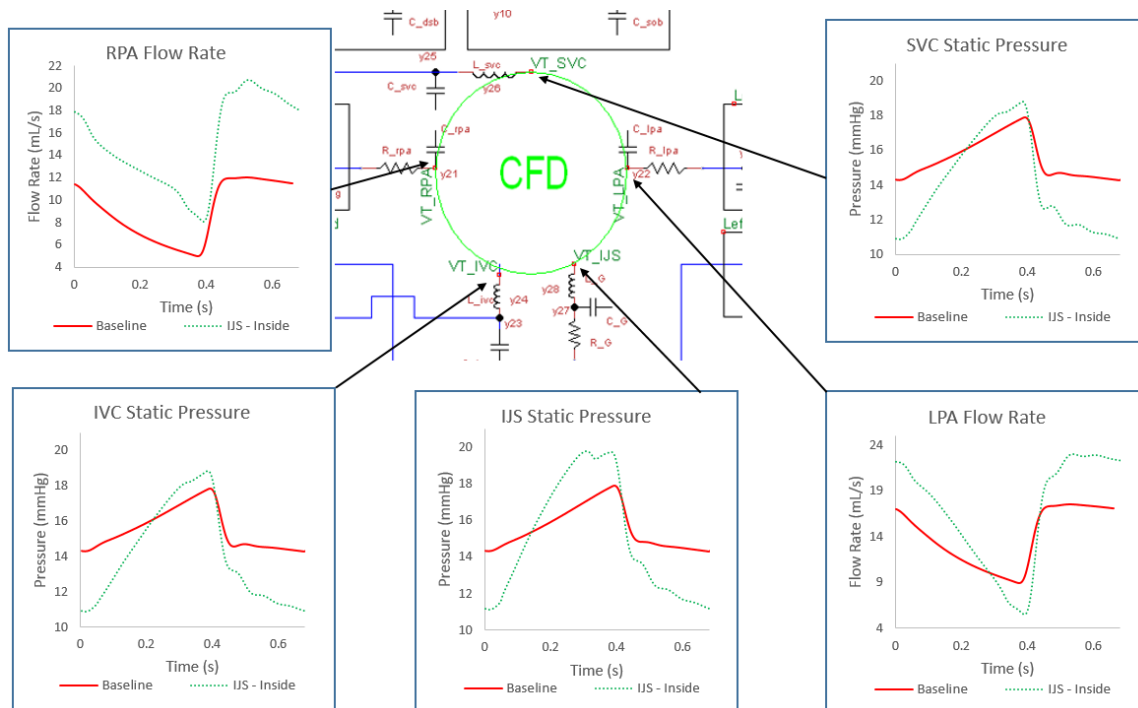 C_dsb
y10
C_sob
y25
L_svc
VT_SVC
y26
C_svc
C_rpa
C_lpa
R_rpa
R_lpa
y21
CFD
y22
VT_RPA
VT_LPA
Left
VT_IVC
VT_IJS
L_ivc
y24
y28
y23
y27
C_G
R_G
RPA Flow Rate
Flow Rate (mL/s)
22
20
18
16
14
12
10
8
6
4
0
0.2
0.4
0.6
Time (s)
Baseline
IJS - Inside
SVC Static Pressure
Pressure (mmHg)
20
18
16
14
12
10
0
0.2
0.4
0.6
Time (s)
Baseline
IJS - Inside
IVC Static Pressure
Pressure (mmHg)
20
18
16
14
12
10
0
0.2
0.4
0.6
Time (s)
Baseline
IJS - Inside
IJS Static Pressure
Pressure (mmHg)
20
18
16
14
12
10
0
0.2
0.4
0.6
Time (s)
Baseline
IJS - Inside
LPA Flow Rate
Flow Rate (mL/s)
24
19
14
9
4
0
0.2
0.4
0.6
Time (s)
Baseline
IJS - Inside